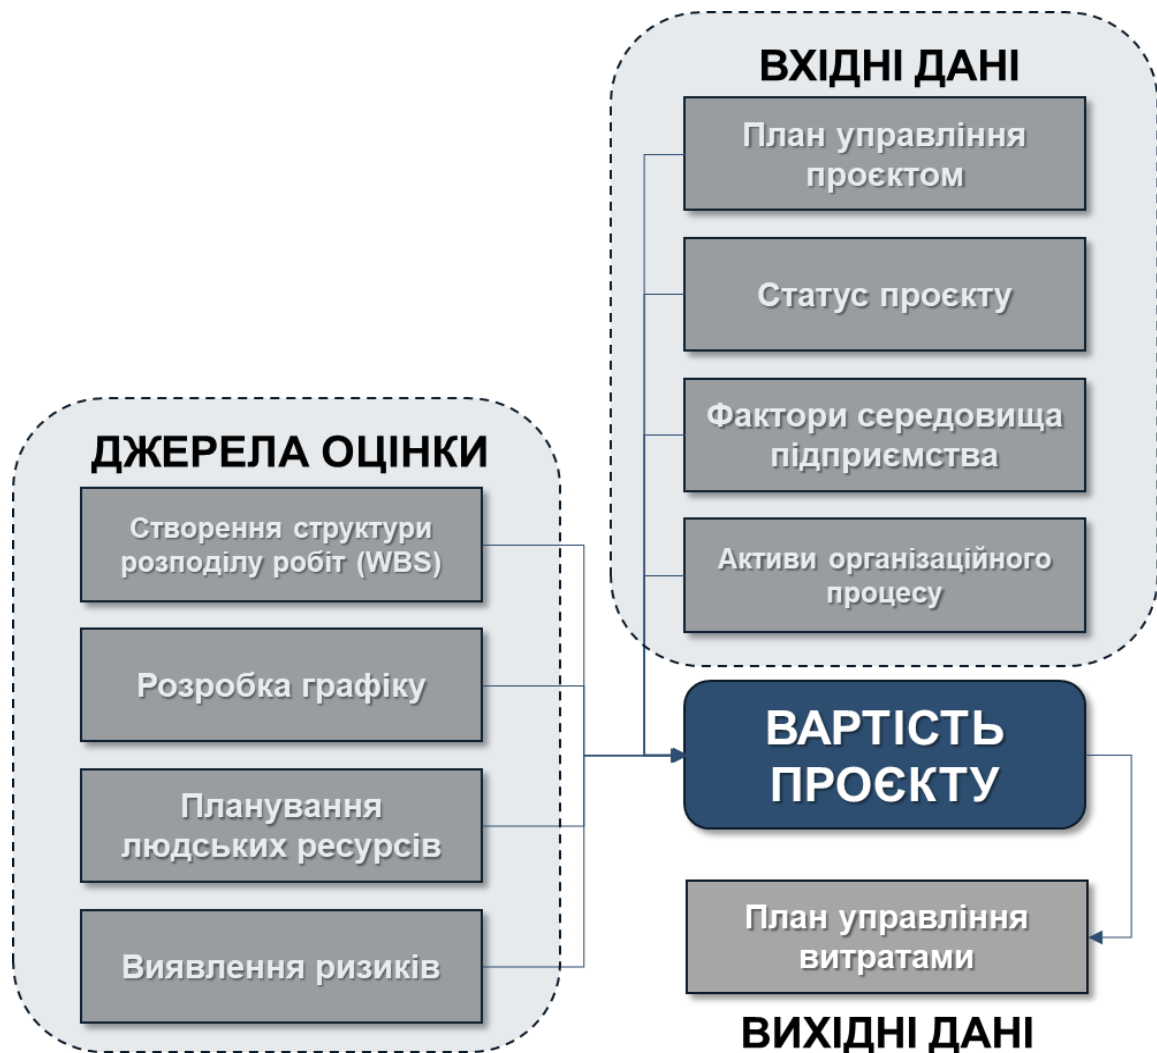 ВХІДНІ ДАНІ
План управління
проєктом
Статус проєкту
Фактори середовища
підприємства
Активи організаційного
процесу
ДЖЕРЕЛА ОЦІНКИ
Створення структури
розподілу робіт (WBS)
Розробка графіку
Планування
людських ресурсів
Виявлення ризиків
ВАРТІСТЬ
ПРОЄКТУ
План управління
витратами
ВИХІДНІ ДАНІ